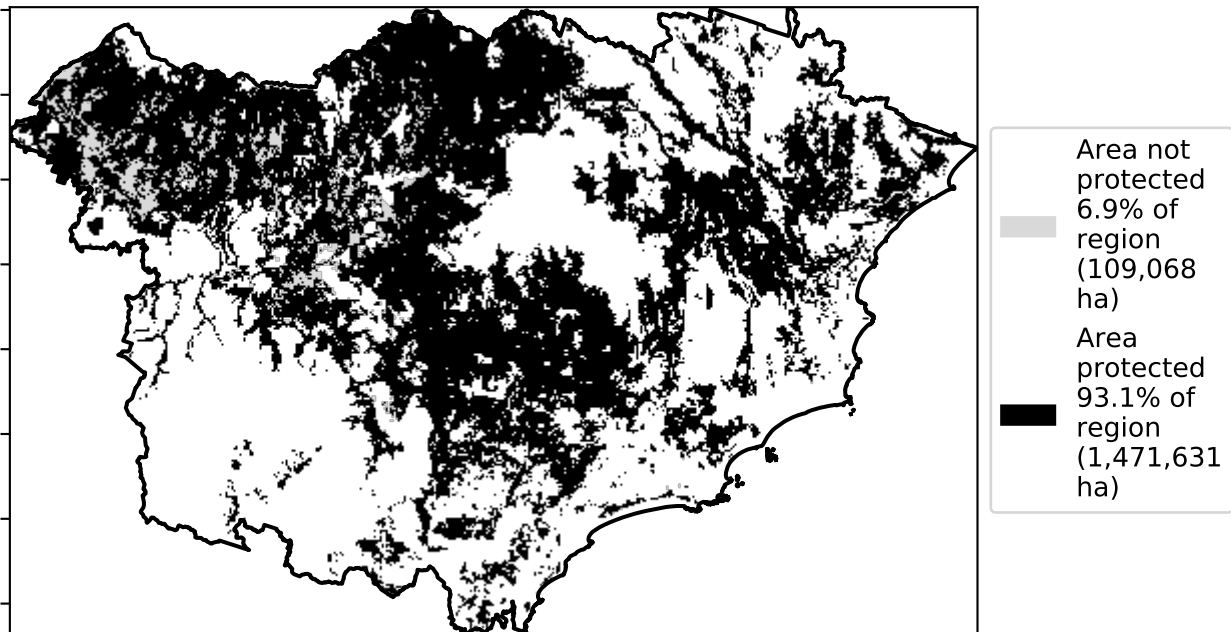 Area not
protected
6.9% of
region
(109,068
ha)
Area
protected
93.1% of
region
(1,471,631
ha)